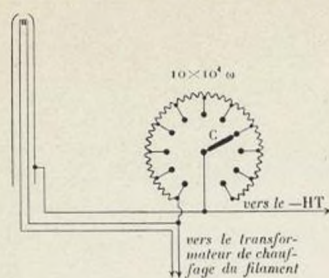 10×10⁴ ω
C
vers le —HT
vers le transfor-
mateur de chauf-
fage du filament